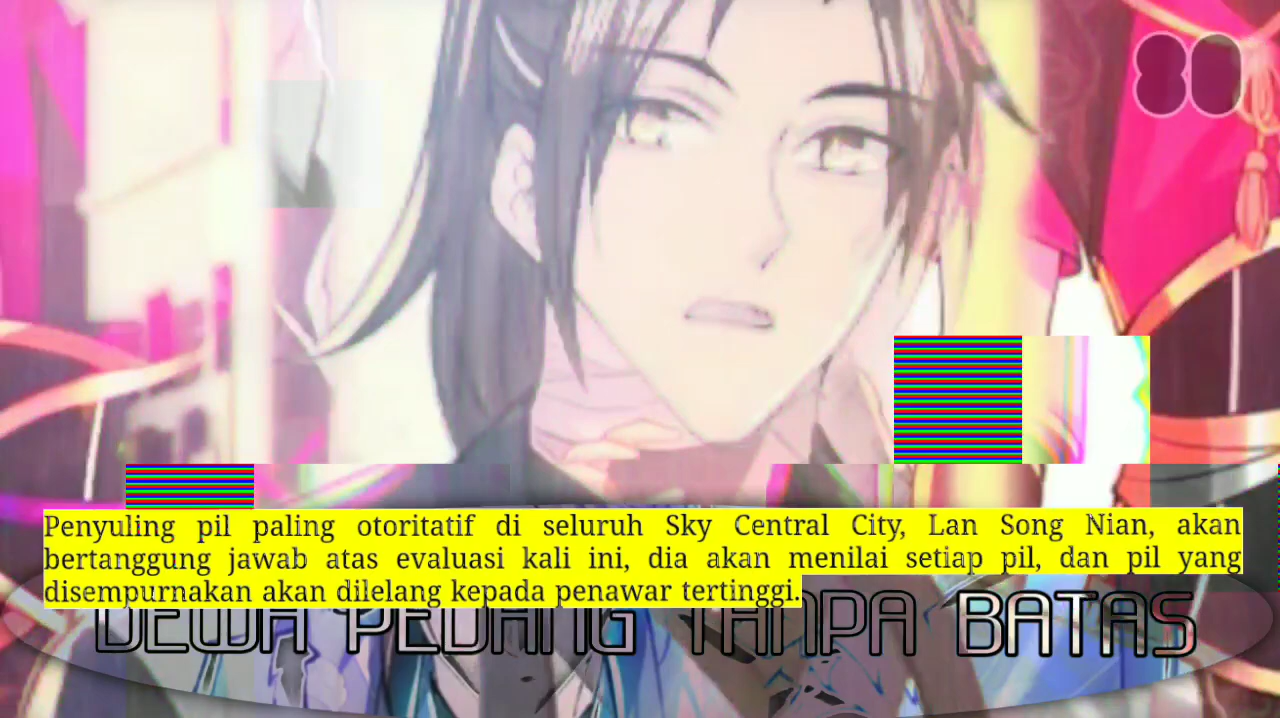 80
Penyuling pil paling otoritatif di seluruh Sky Central City, Lan Song Nian, akan
bertanggung jawab atas evaluasi kali ini, dia akan menilai setiap pil, dan pil yang
disempurnakan akan dilelang kepada penawar tertinggi.
DEWA PEDANG TANPA BATAS